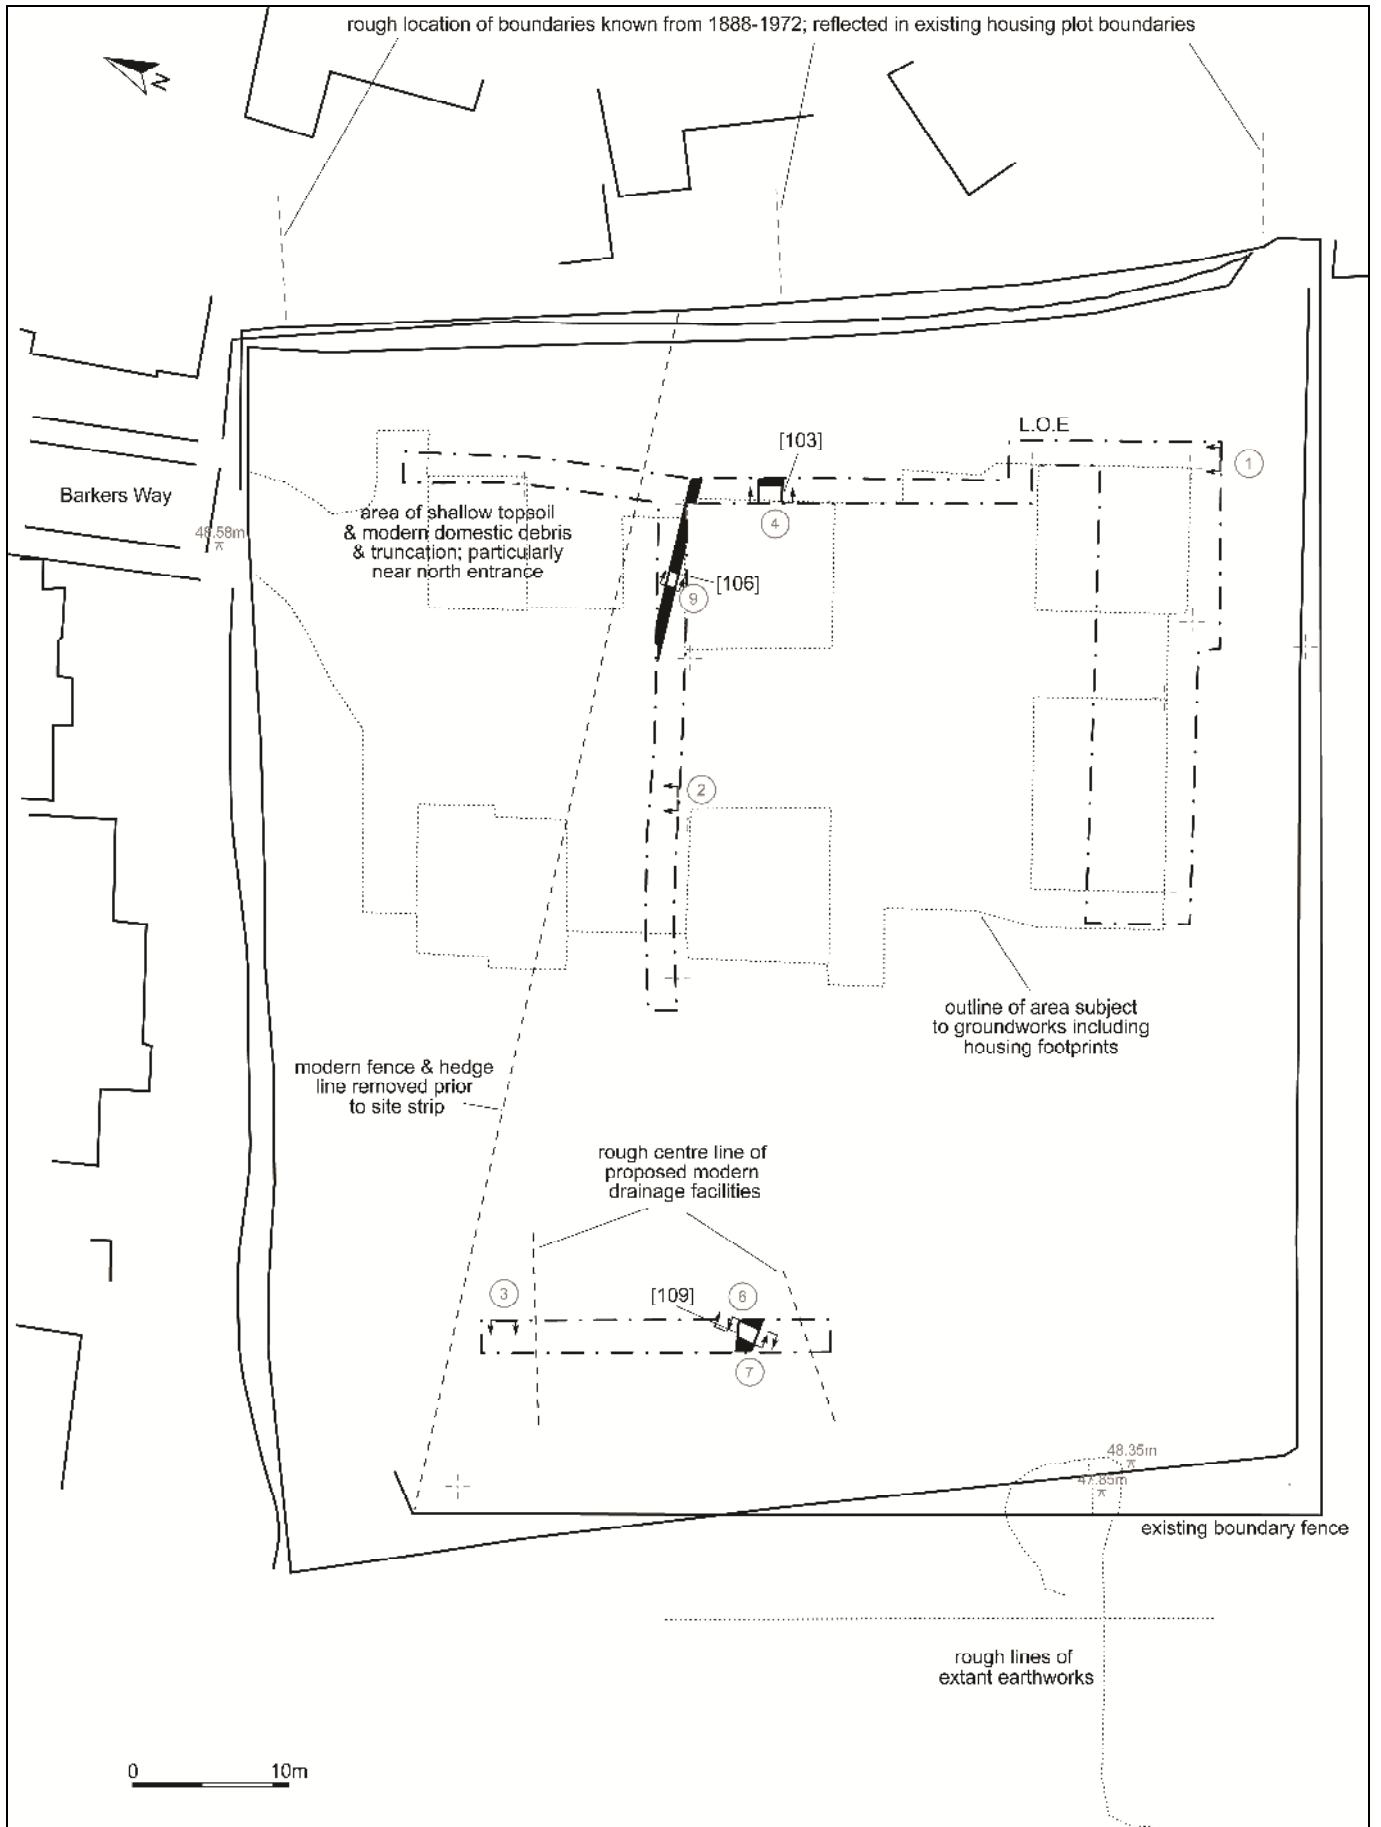 rough location of boundaries known from 1888-1972; reflected in existing housing plot boundaries
N
L.O.E
[103]
1
Barkers Way
48.58m
area of shallow topsoil
& modern domestic debris
& truncation; particularly
near north entrance
4
[106]
9
2
outline of area subject
to groundworks including
housing footprints
modern fence & hedge
line removed prior
to site strip
rough centre line of
proposed modern
drainage facilities
3
[109]
6
7
48.35m
47.85m
existing boundary fence
rough lines of
extant earthworks
0 10m